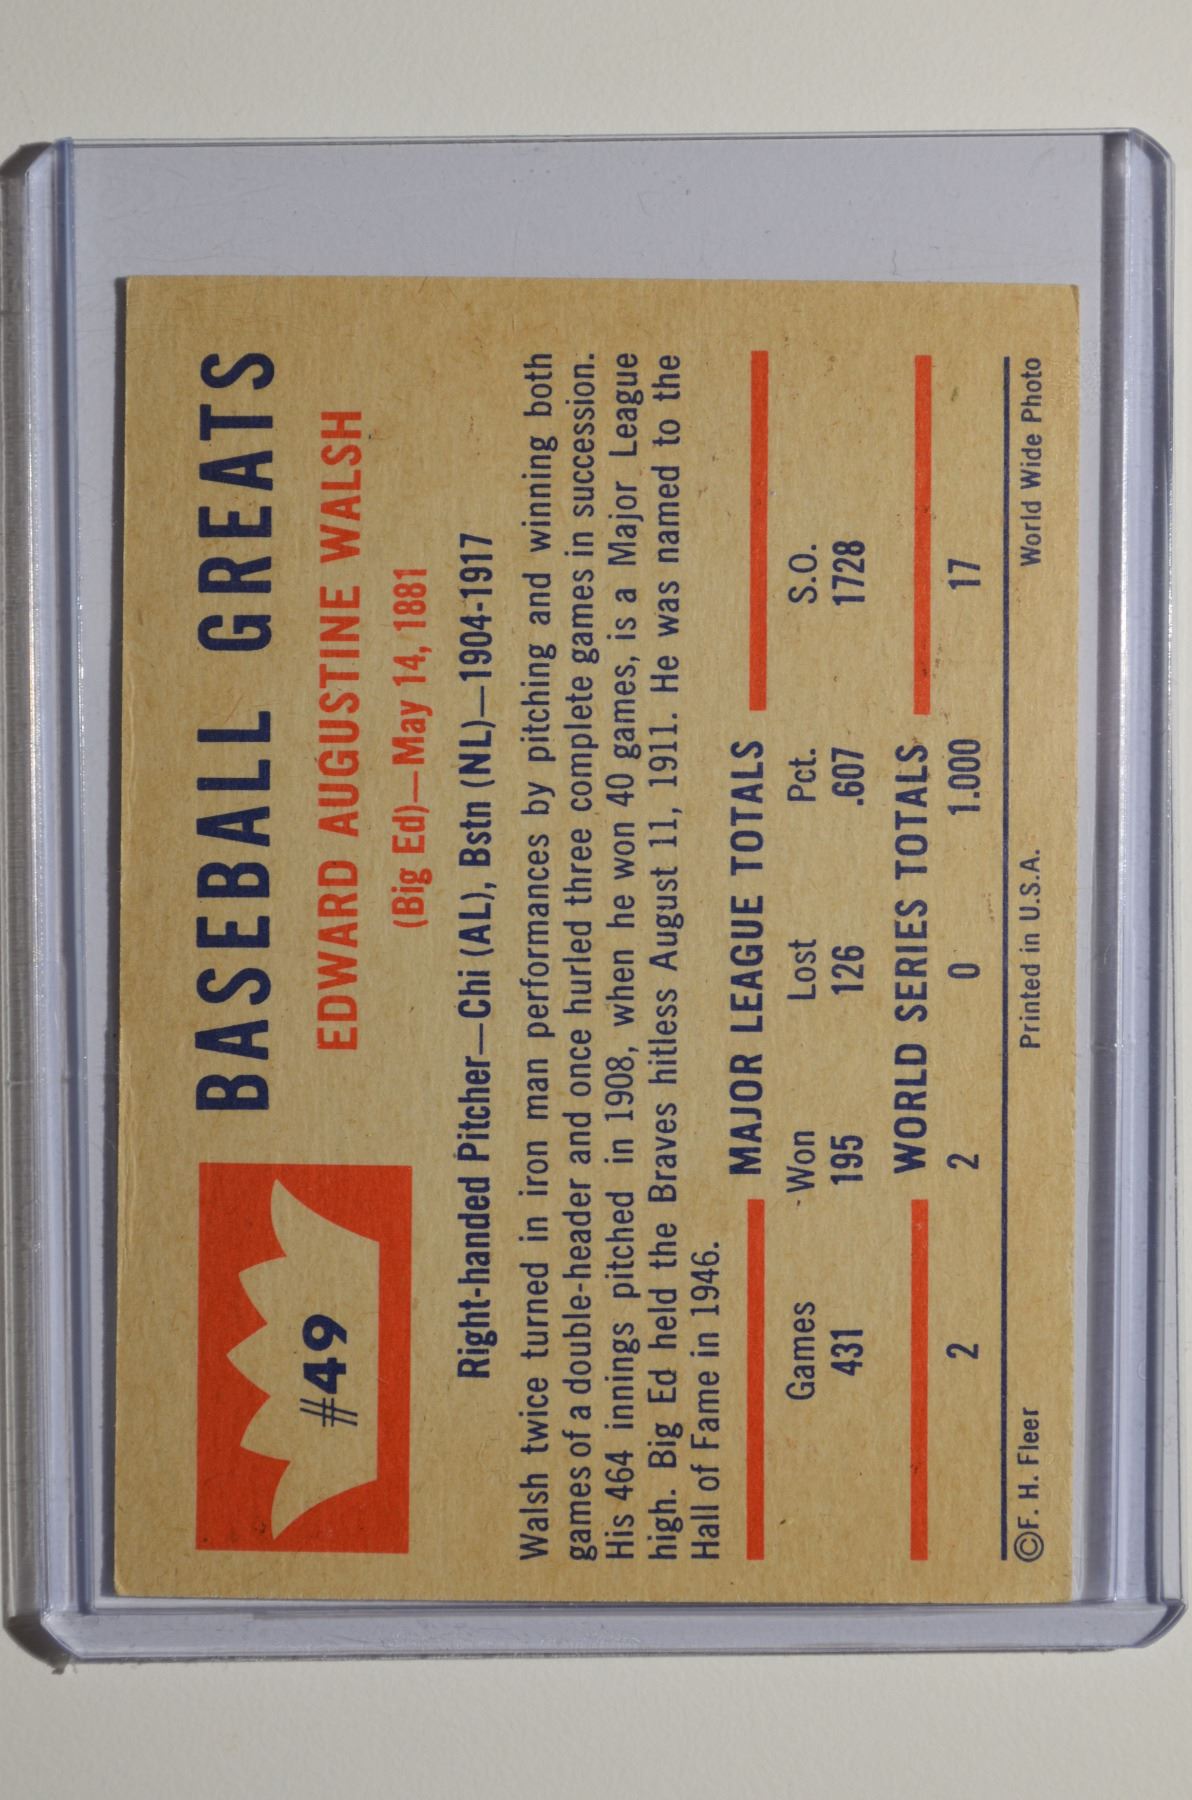 #49
BASEBALL GREATS
EDWARD AUGUSTINE WALSH
(Big Ed)—May 14, 1881
Right-handed Pitcher—Chi (AL), Bstn (NL)—1904-1917
Walsh twice turned in iron man performances by pitching and winning both
games of a double-header and once hurled three complete games in succession.
His 464 innings pitched in 1908, when he won 40 games, is a Major League
high. Big Ed held the Braves hitless August 11, 1911. He was named to the
Hall of Fame in 1946.
MAJOR LEAGUE TOTALS
Games Won Lost Pct. S.O.
431 195 126 .607 1728
WORLD SERIES TOTALS
2 2 0 1.000 17
©F. H. Fleer Printed in U.S.A. World Wide Photo